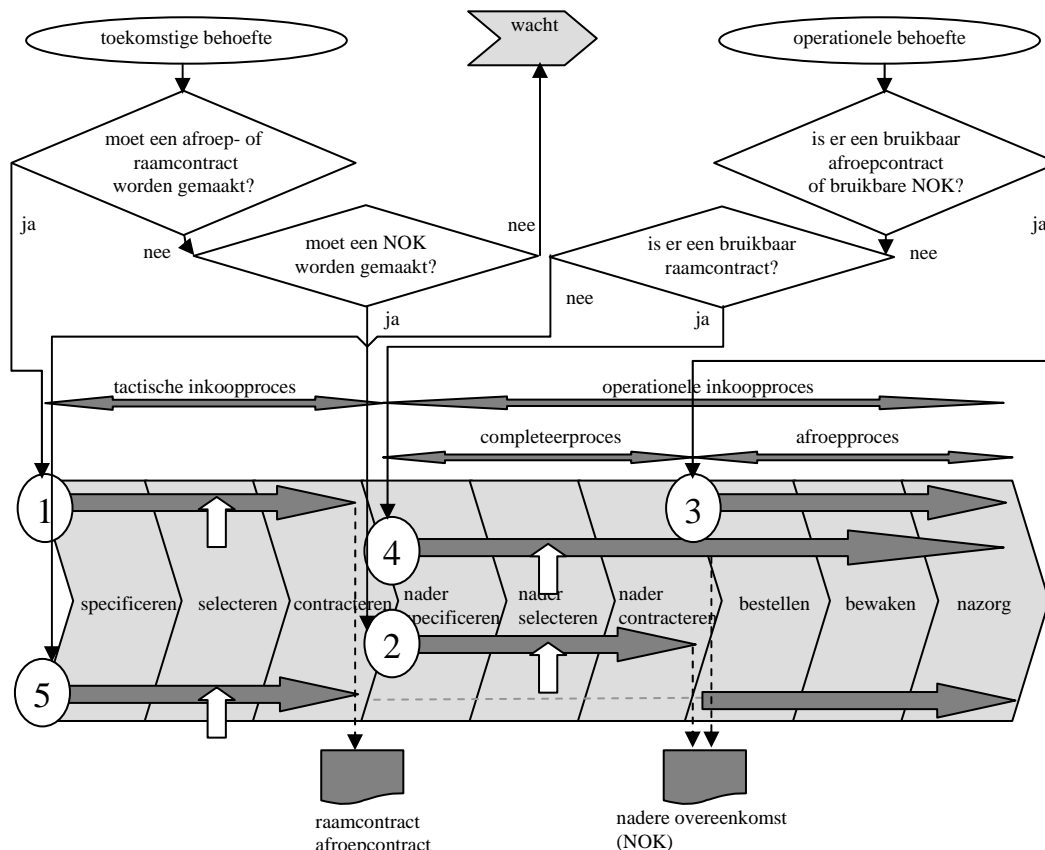 toekomstige behoefte
wacht
operationele behoefte
moet een afroep- of
raamcontract
worden gemaakt?
is er een bruikbaar
afroepcontract
of bruikbare NOK?
ja
nee
moet een NOK
worden gemaakt?
nee
is er een bruikbaar
raamcontract?
nee
ja
ja
nee
ja
tactische inkoopproces
operationele inkoopproces
completeerproces
afroepproces
1
3
4
specificeren
selecteren
contracteren
nader
specificeren
nader
selecteren
nader
contracteren
bestellen
bewaken
nazorg
2
5
raamcontract
afroepcontract
nadere overeenkomst
(NOK)